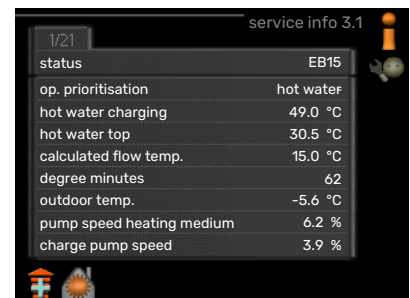 service info 3.1
1/21
status EB15
op. prioritisation hot water
hot water charging 49.0 °C
hot water top 30.5 °C
calculated flow temp. 15.0 °C
degree minutes 62
outdoor temp. -5.6 °C
pump speed heating medium 6.2 %
charge pump speed 3.9 %